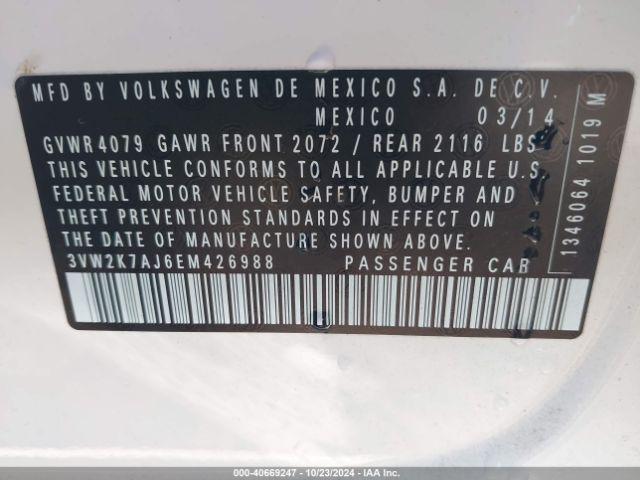 MFD BY VOLKSWAGEN DE MEXICO S.A. DE C.V.
MEXICO 03/14
GVWR 4079 GAWR FRONT 2072 / REAR 2116 LBS
THIS VEHICLE CONFORMS TO ALL APPLICABLE U.S.
FEDERAL MOTOR VEHICLE SAFETY, BUMPER AND
THEFT PREVENTION STANDARDS IN EFFECT ON
THE DATE OF MANUFACTURE SHOWN ABOVE.
3VW2K7AJ6EM426988 PASSENGER CAR
1346064 1019 M
000-40669247 - 10/23/2024 - IAA Inc.